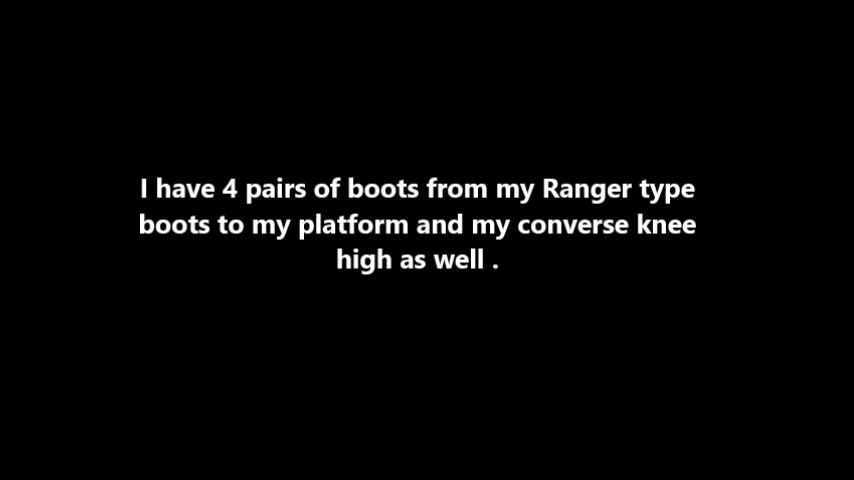 I have 4 pairs of boots from my Ranger type
boots to my platform and my converse knee
high as well .